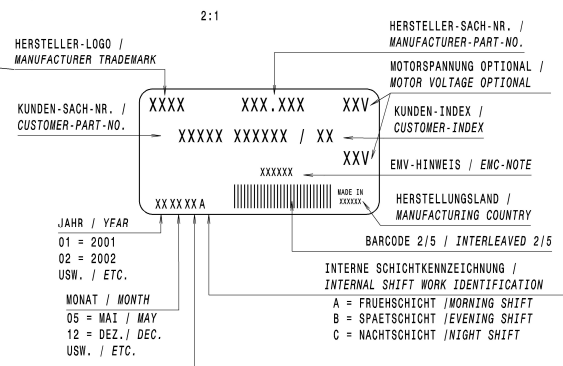 2:1
HERSTELLER-LOGO /
MANUFACTURER TRADEMARK
HERSTELLER-SACH-NR. /
MANUFACTURER-PART-NO.
MOTORSPANNUNG OPTIONAL /
MOTOR VOLTAGE OPTIONAL
KUNDEN-SACH-NR. /
CUSTOMER-PART-NO.
KUNDEN-INDEX /
CUSTOMER-INDEX
XXXX XXX.XXX XXV
XXXXX XXXXXX / XX
XXV
XXXXXX
EMV-HINWEIS / EMC-NOTE
MADE IN
XXXXXX
XX XX XX A
HERSTELLUNGSLAND /
MANUFACTURING COUNTRY
BARCODE 2/5 / INTERLEAVED 2/5
JAHR / YEAR
01 = 2001
02 = 2002
USW. / ETC.
MONAT / MONTH
05 = MAI / MAY
12 = DEZ./ DEC.
USW. / ETC.
INTERNE SCHICHTKENNZEICHNUNG /
INTERNAL SHIFT WORK IDENTIFICATION
A = FRUEHSCHICHT /MORNING SHIFT
B = SPAETSCHICHT /EVENING SHIFT
C = NACHTSCHICHT /NIGHT SHIFT